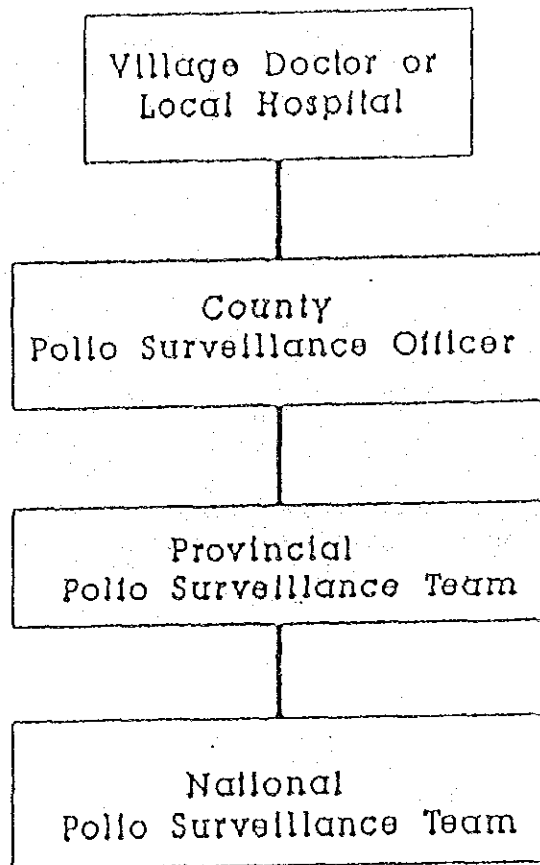 Village Doctor or
Local Hospital
County
Polio Surveillance Officer
Provincial
Polio Surveillance Team
National
Polio Surveillance Team